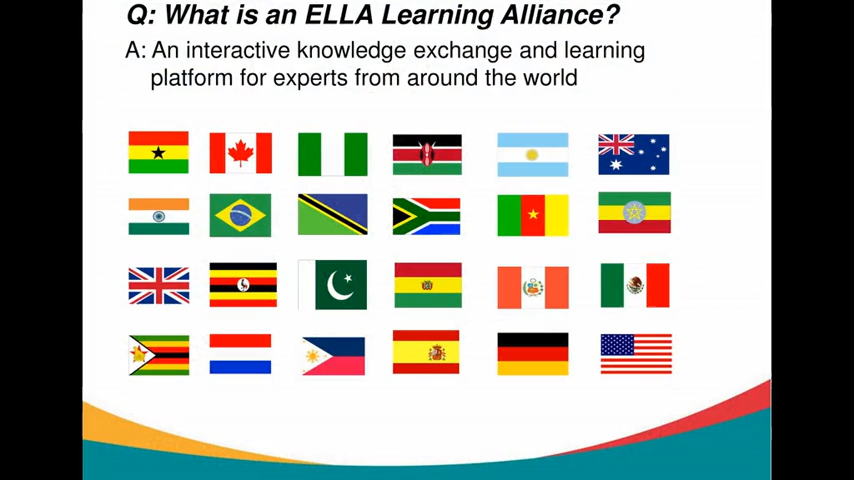 Q: What is an ELLA Learning Alliance?
A: An interactive knowledge exchange and learning
platform for experts from around the world